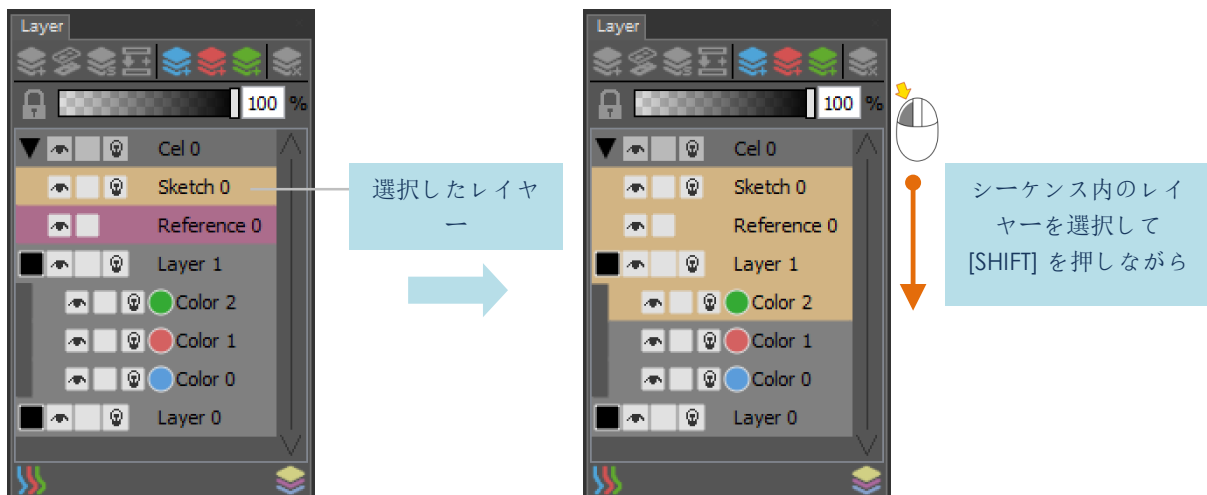 Layer
100 %
Cel 0
Sketch 0
Reference 0
Layer 1
Color 2
Color 1
Color 0
Layer 0
選択したレイヤ
ー
Layer
100 %
Cel 0
Sketch 0
Reference 0
Layer 1
Color 2
Color 1
Color 0
Layer 0
シーケンス内のレイ
ヤーを選択して
[SHIFT] を押しながら